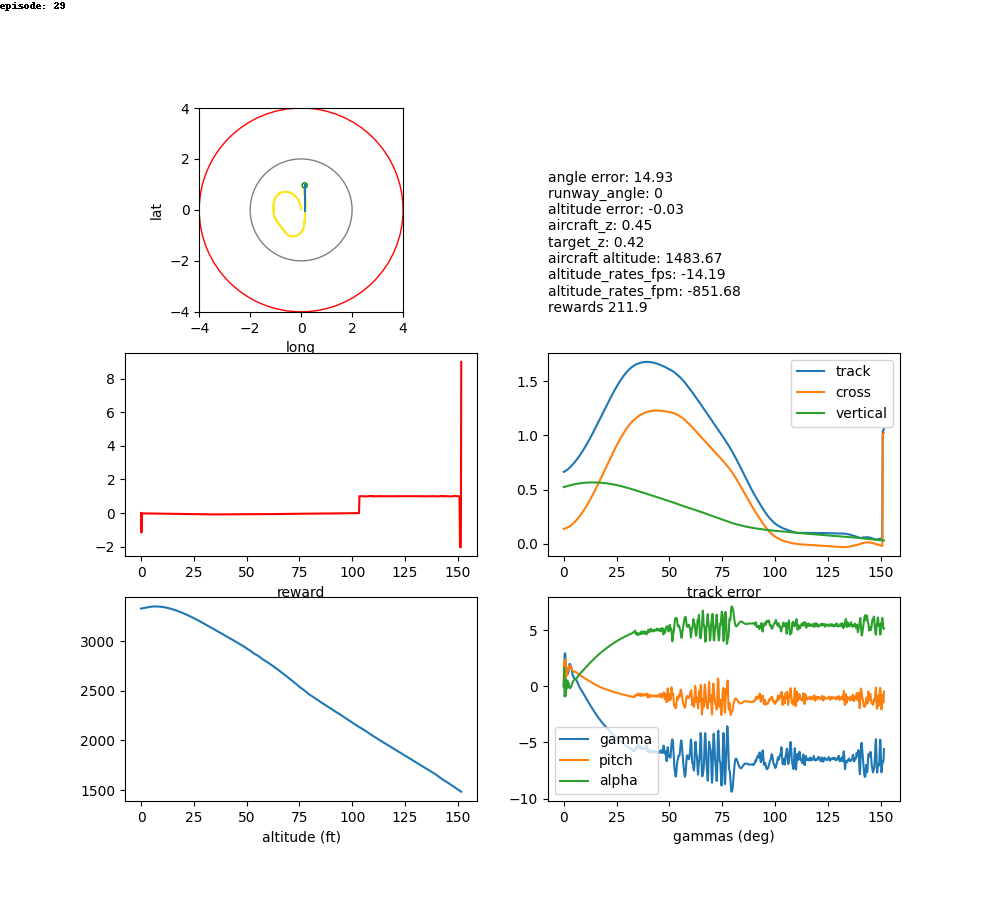 episode: 29
4
2
0
−2
−4
lat
−4 −2 0 2 4
long
angle error: 14.93
runway_angle: 0
altitude error: -0.03
aircraft_z: 0.45
target_z: 0.42
aircraft altitude: 1483.67
altitude_rates_fps: -14.19
altitude_rates_fpm: -851.68
rewards 211.9
8
6
4
2
0
−2
0 25 50 75 100 125 150
reward
1.5
1.0
0.5
0.0
track
cross
vertical
0 25 50 75 100 125 150
track error
3000
2500
2000
1500
0 25 50 75 100 125 150
altitude (ft)
5
0
−5
−10
gamma
pitch
alpha
0 25 50 75 100 125 150
gammas (deg)